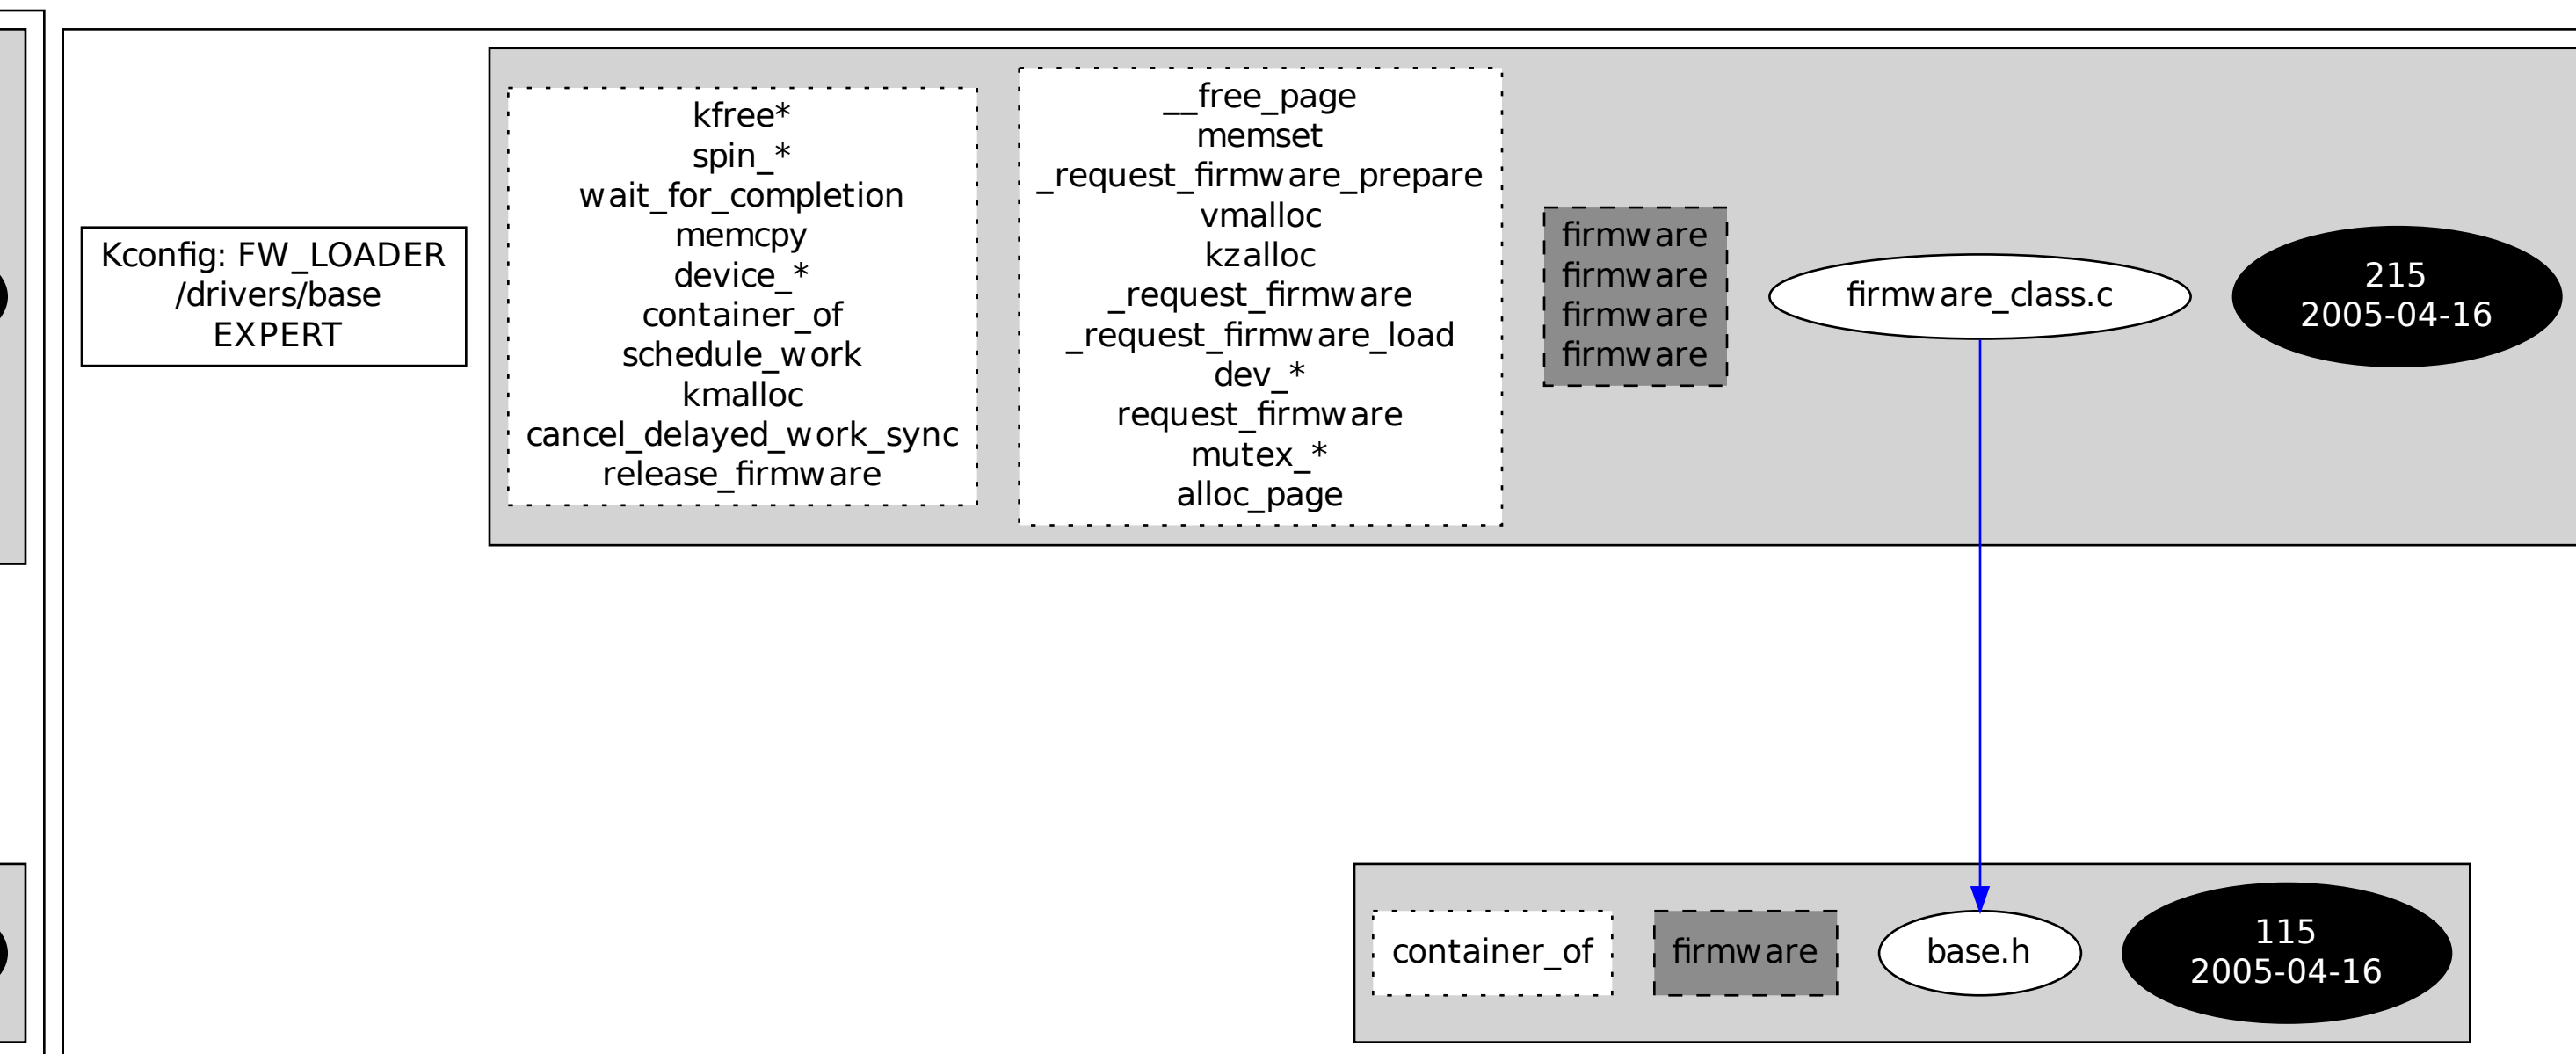 Kconfig: FW_LOADER
/drivers/base
EXPERT
kfree*
spin_*
wait_for_completion
memcpy
device_*
container_of
schedule_work
kmalloc
cancel_delayed_work_sync
release_firmware
__free_page
memset
_request_firmware_prepare
vmalloc
kzalloc
_request_firmware
_request_firmware_load
dev_*
request_firmware
mutex_*
alloc_page
firmware
firmware
firmware
firmware
firmware_class.c
215
2005-04-16
container_of
firmware
base.h
115
2005-04-16